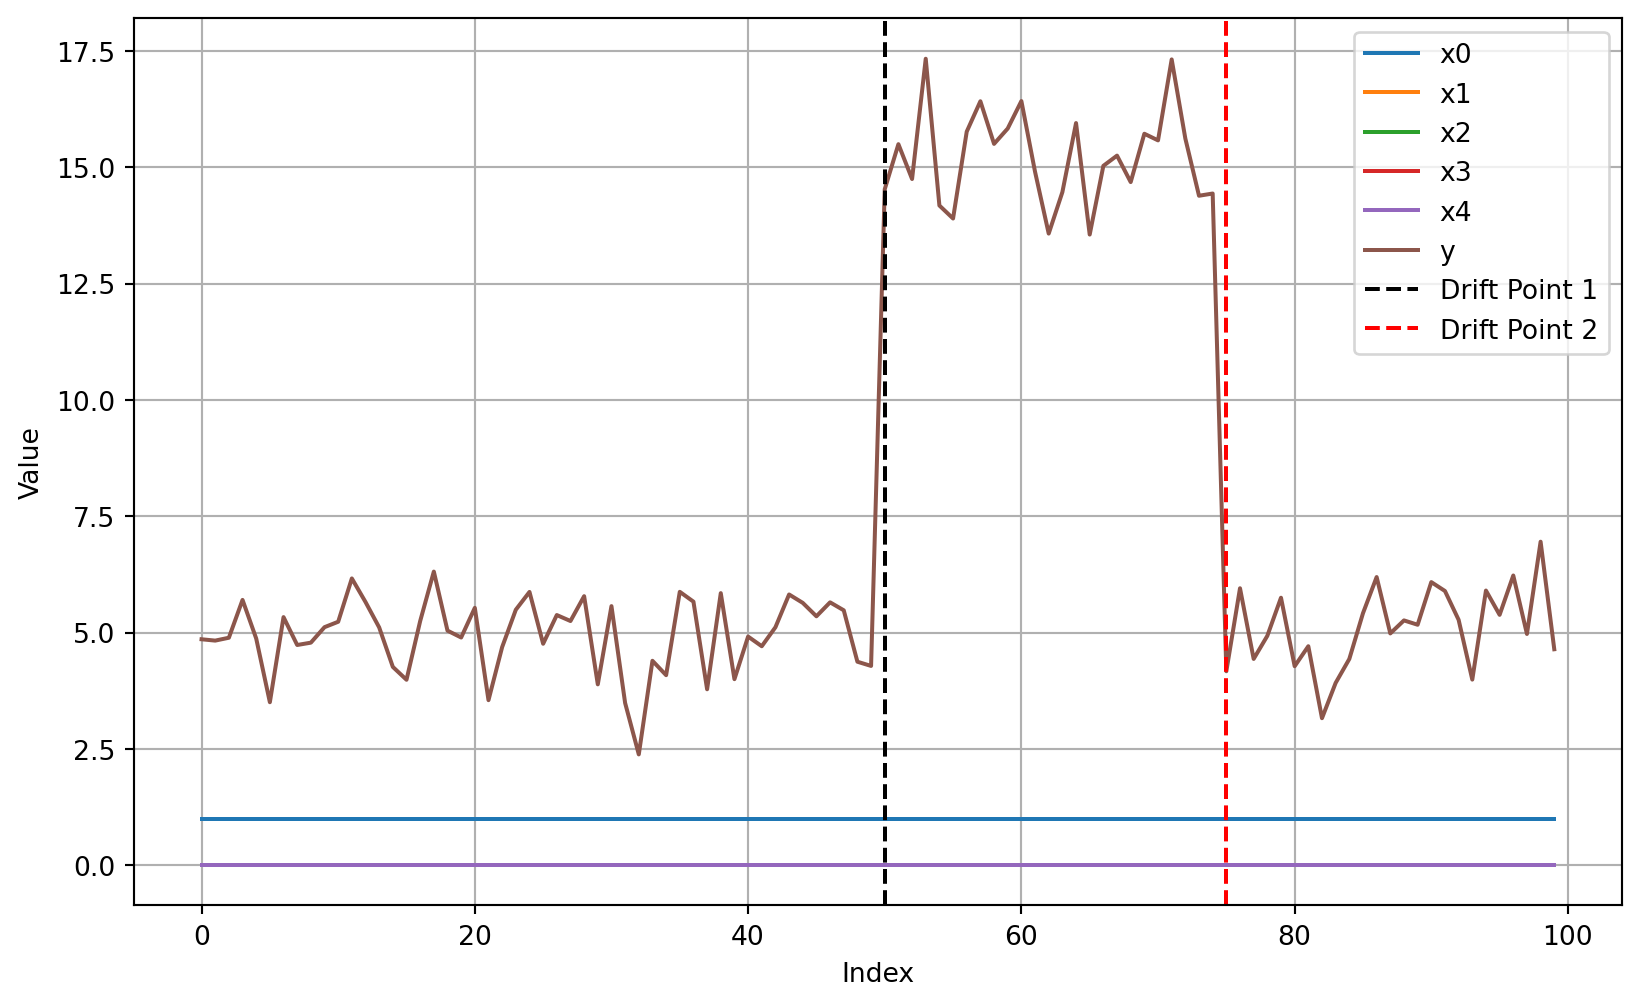 17.5
15.0
12.5
10.0
7.5
5.0
2.5
0.0
Value
0
20
40
60
80
100
Index
x0
x1
x2
x3
x4
y
Drift Point 1
Drift Point 2